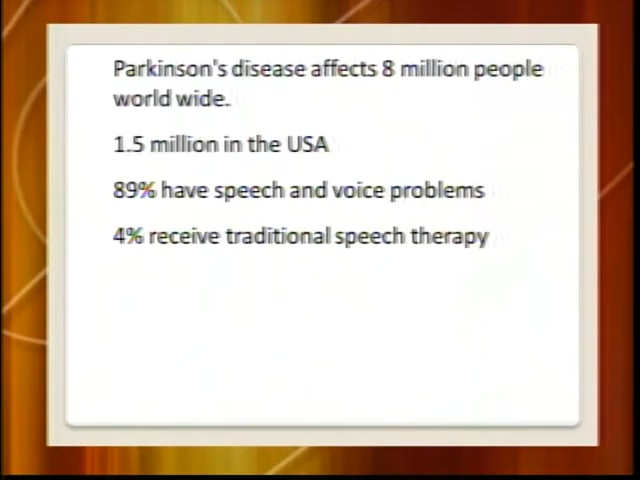 Parkinson's disease affects 8 million people
world wide.
1.5 million in the USA
89% have speech and voice problems
4% receive traditional speech therapy